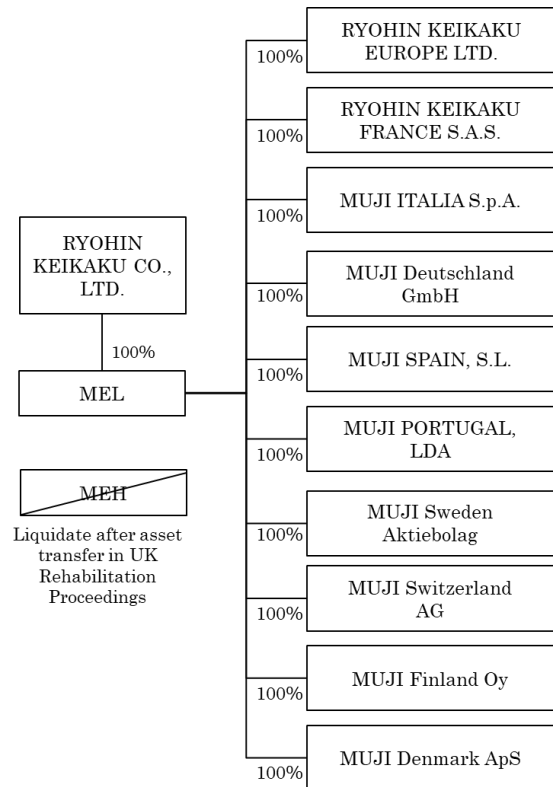 RYOHIN
KEIKAKU CO.,
LTD.
100%
MEL
MEH
Liquidate after asset
transfer in UK
Rehabilitation
Proceedings
RYOHIN KEIKAKU
EUROPE LTD.
100%
RYOHIN KEIKAKU
FRANCE S.A.S.
100%
MUJI ITALIA S.p.A.
100%
MUJI Deutschland
GmbH
100%
MUJI SPAIN, S.L.
100%
MUJI PORTUGAL,
LDA
100%
MUJI Sweden
Aktiebolag
100%
MUJI Switzerland
AG
100%
MUJI Finland Oy
100%
MUJI Denmark ApS
100%